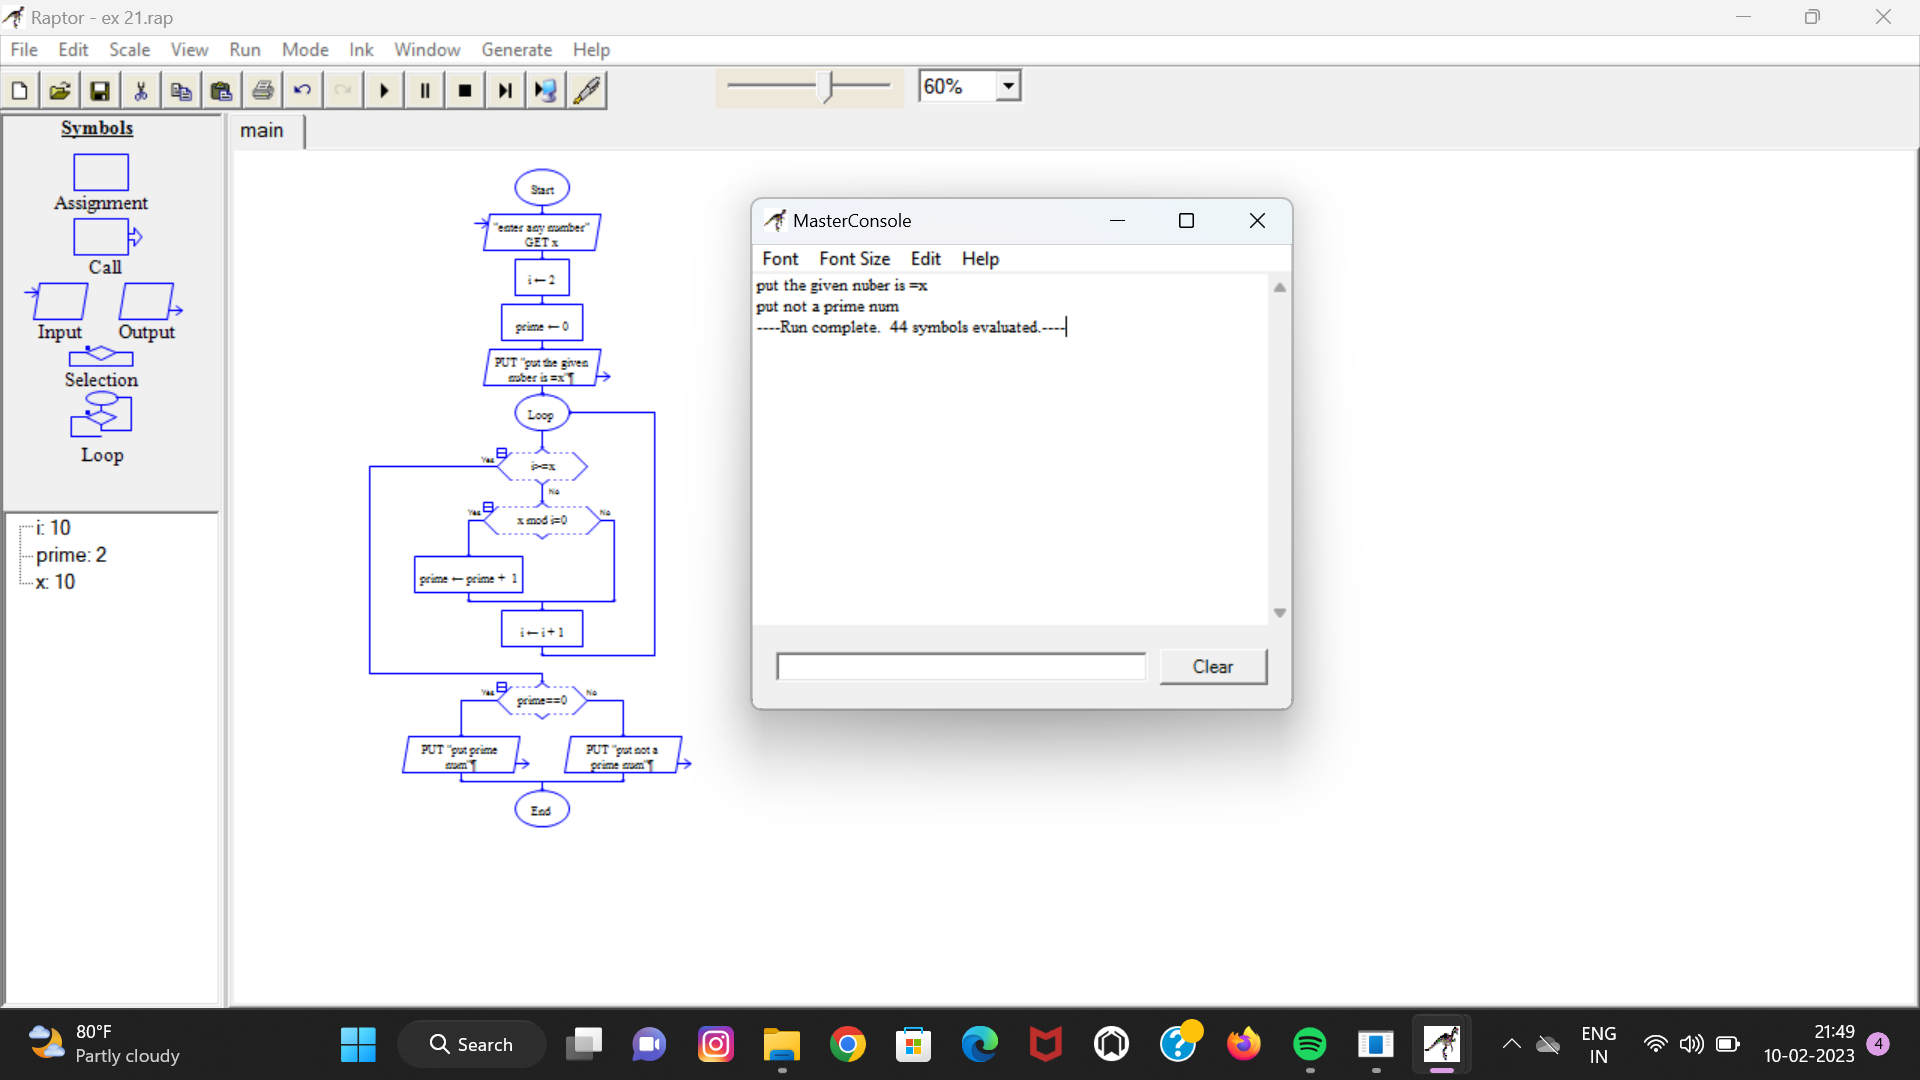 Raptor - ex 21.rap
File Edit Scale View Run Mode Ink Window Generate Help
60%
Symbols
Assignment
Call
Input Output
Selection
Loop
i: 10
prime: 2
x: 10
main
Start
"enter any number"
GET x
i ← 2
prime ← 0
PUT "put the given
nuber is =x"¶
Loop
Yes
i>=x
No
Yes
x mod i=0
No
prime ← prime + 1
i ← i + 1
Yes
prime==0
No
PUT "put prime
num"¶
PUT "put not a
prime num"¶
End
MasterConsole
Font Font Size Edit Help
put the given nuber is =x
put not a prime num
----Run complete.  44 symbols evaluated.----
Clear
80°F
Partly cloudy
Search
ENG
IN
21:49
10-02-2023
4